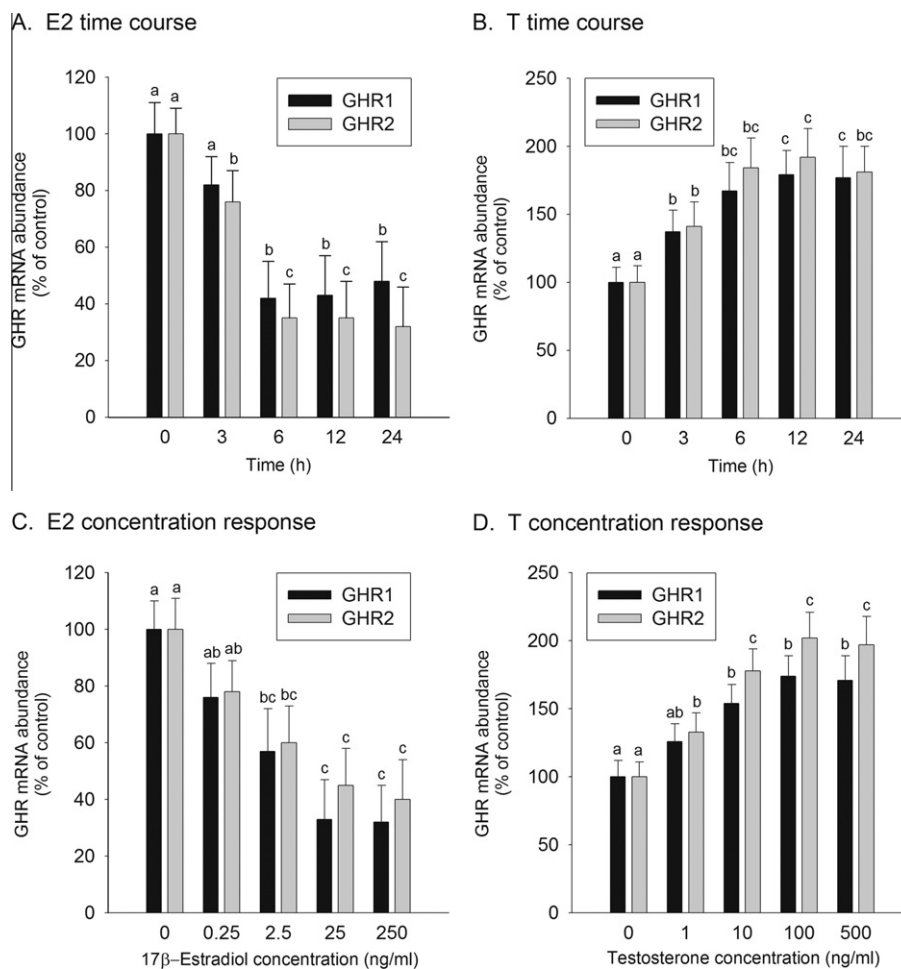 A. E2 time course
GHR mRNA abundance
(% of control)
120
100
80
60
40
20
0
GHR1
GHR2
a a
a b
b c
b c
b c
0 3 6 12 24
Time (h)
B. T time course
GHR mRNA abundance
(% of control)
250
200
150
100
50
0
GHR1
GHR2
a a
b b
bc bc
c c
c bc
0 3 6 12 24
Time (h)
C. E2 concentration response
GHR mRNA abundance
(% of control)
120
100
80
60
40
20
0
GHR1
GHR2
a a
ab ab
bc bc
c c
c c
0 0.25 2.5 25 250
17β–Estradiol concentration (ng/ml)
D. T concentration response
GHR mRNA abundance
(% of control)
250
200
150
100
50
0
GHR1
GHR2
a a
ab b
b c
b c
b c
0 1 10 100 500
Testosterone concentration (ng/ml)